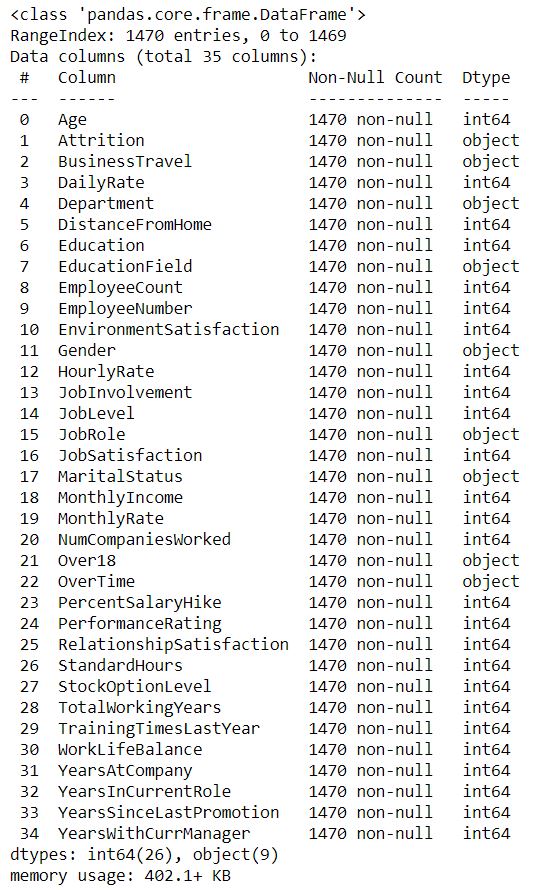 <class 'pandas.core.frame.DataFrame'>
RangeIndex: 1470 entries, 0 to 1469
Data columns (total 35 columns):
 #   Column                    Non-Null Count  Dtype
---  ------                    --------------  -----
 0   Age                       1470 non-null   int64
 1   Attrition                 1470 non-null   object
 2   BusinessTravel            1470 non-null   object
 3   DailyRate                 1470 non-null   int64
 4   Department                1470 non-null   object
 5   DistanceFromHome          1470 non-null   int64
 6   Education                 1470 non-null   int64
 7   EducationField            1470 non-null   object
 8   EmployeeCount             1470 non-null   int64
 9   EmployeeNumber            1470 non-null   int64
 10  EnvironmentSatisfaction   1470 non-null   int64
 11  Gender                    1470 non-null   object
 12  HourlyRate                1470 non-null   int64
 13  JobInvolvement            1470 non-null   int64
 14  JobLevel                  1470 non-null   int64
 15  JobRole                   1470 non-null   object
 16  JobSatisfaction           1470 non-null   int64
 17  MaritalStatus             1470 non-null   object
 18  MonthlyIncome             1470 non-null   int64
 19  MonthlyRate               1470 non-null   int64
 20  NumCompaniesWorked        1470 non-null   int64
 21  Over18                    1470 non-null   object
 22  OverTime                  1470 non-null   object
 23  PercentSalaryHike         1470 non-null   int64
 24  PerformanceRating         1470 non-null   int64
 25  RelationshipSatisfaction  1470 non-null   int64
 26  StandardHours             1470 non-null   int64
 27  StockOptionLevel          1470 non-null   int64
 28  TotalWorkingYears         1470 non-null   int64
 29  TrainingTimesLastYear     1470 non-null   int64
 30  WorkLifeBalance           1470 non-null   int64
 31  YearsAtCompany            1470 non-null   int64
 32  YearsInCurrentRole        1470 non-null   int64
 33  YearsSinceLastPromotion   1470 non-null   int64
 34  YearsWithCurrManager      1470 non-null   int64
dtypes: int64(26), object(9)
memory usage: 402.1+ KB